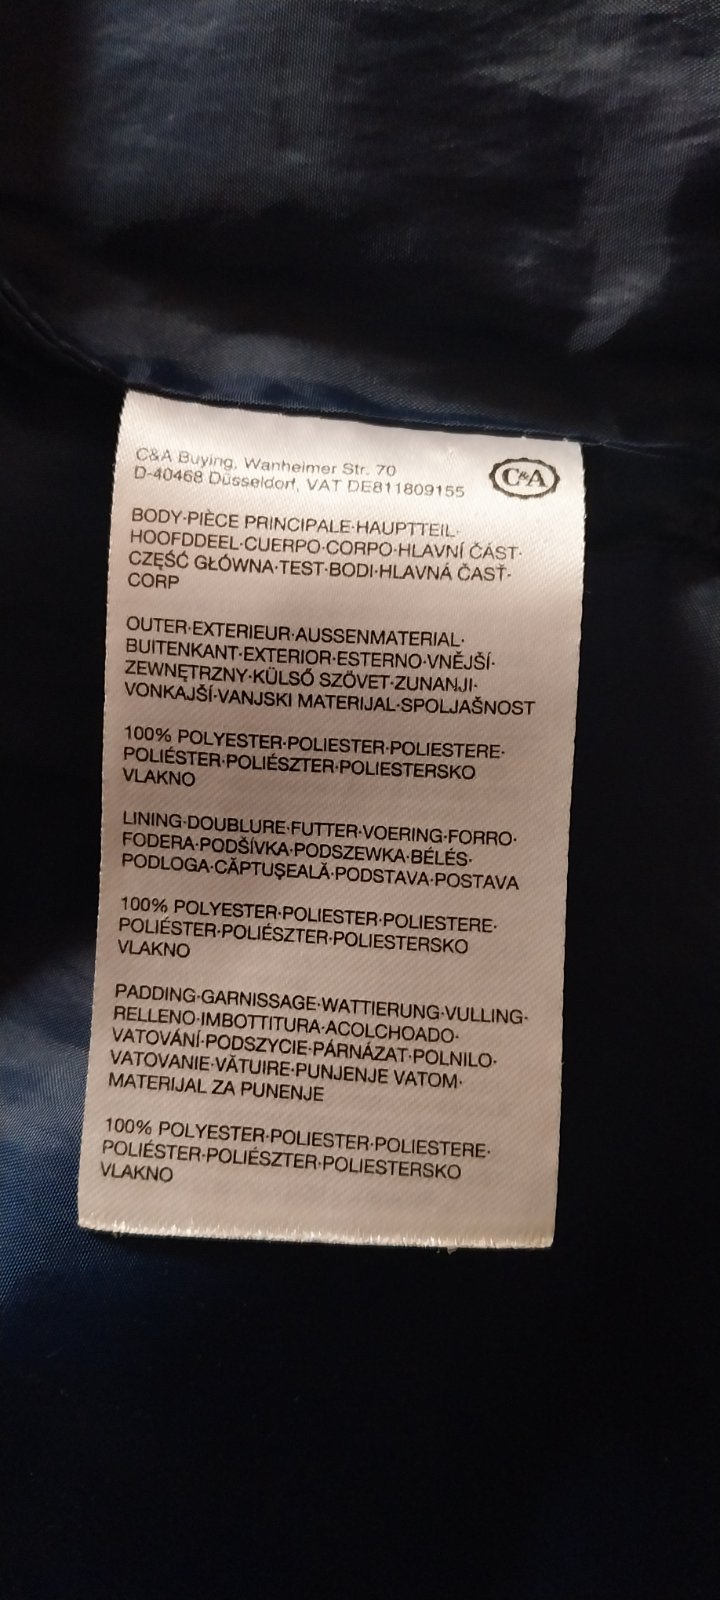 C&A Buying, Wanheimer Str. 70
D-40468 Düsseldorf, VAT DE811809155
C&A
BODY·PIÈCE PRINCIPALE·HAUPTTEIL·
HOOFDDEEL·CUERPO·CORPO·HLAVNÍ ČÁST·
CZĘŚĆ GŁÓWNA·TEST·BODI·HLAVNÁ ČASŤ·
CORP
OUTER·EXTERIEUR·AUSSENMATERIAL·
BUITENKANT·EXTERIOR·ESTERNO·VNĚJŠÍ·
ZEWNĘTRZNY·KÜLSŐ SZÖVET·ZUNANJI·
VONKAJŠÍ·VANJSKI MATERIJAL·SPOLJAŠNOST
100% POLYESTER·POLIESTER·POLIESTERE·
POLIÉSTER·POLIÉSZTER·POLIESTERSKO
VLAKNO
LINING·DOUBLURE·FUTTER·VOERING·FORRO·
FODERA·PODŠÍVKA·PODSZEWKA·BÉLÉS·
PODLOGA·CĂPTUŞEALĂ·PODSTAVA·POSTAVA
100% POLYESTER·POLIESTER·POLIESTERE·
POLIÉSTER·POLIÉSZTER·POLIESTERSKO
VLAKNO
PADDING·GARNISSAGE·WATTIERUNG·VULLING·
RELLENO·IMBOTTITURA·ACOLCHOADO·
VATOVÁNÍ·PODSZYCIE·PÁRNÁZAT·POLNILO·
VATOVANIE·VĂTUIRE·PUNJENJE VATOM·
MATERIJAL ZA PUNENJE
100% POLYESTER·POLIESTER·POLIESTERE·
POLIÉSTER·POLIÉSZTER·POLIESTERSKO
VLAKNO